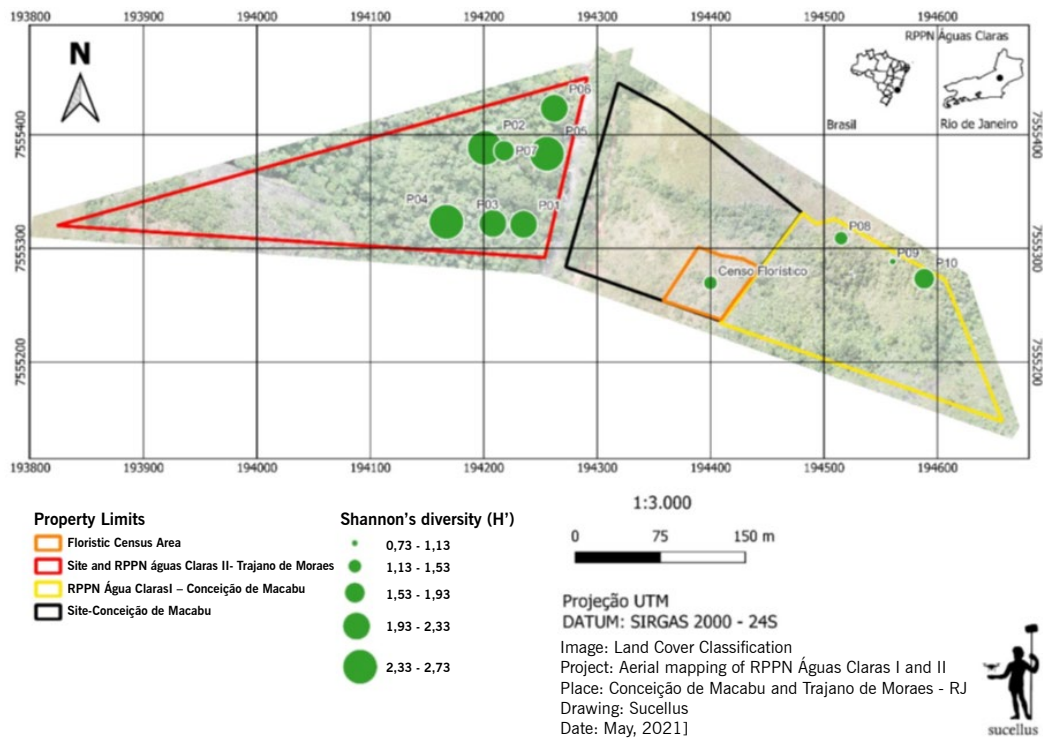 193800 193900 194000 194100 194200 194300 194400 194500 194600
RPPN Águas Claras
N
Brasil
Rio de Janeiro
7555400
7555300
7555200
7555400
7555300
7555200
P06
P02
P05
P07
P04
P03
P01
P08
P09
P10
Censo Florístico
193800 193900 194000 194100 194200 194300 194400 194500 194600
Property Limits
Floristic Census Area
Site and RPPN águas Claras II- Trajano de Moraes
RPPN Água ClarasI – Conceição de Macabu
Site-Conceição de Macabu
Shannon's diversity (H')
0,73 - 1,13
1,13 - 1,53
1,53 - 1,93
1,93 - 2,33
2,33 - 2,73
1:3.000
0 75 150 m
Projeção UTM
DATUM: SIRGAS 2000 - 24S
Image: Land Cover Classification
Project: Aerial mapping of RPPN Águas Claras I and II
Place: Conceição de Macabu and Trajano de Moraes - RJ
Drawing: Sucellus
Date: May, 2021]
sucellus